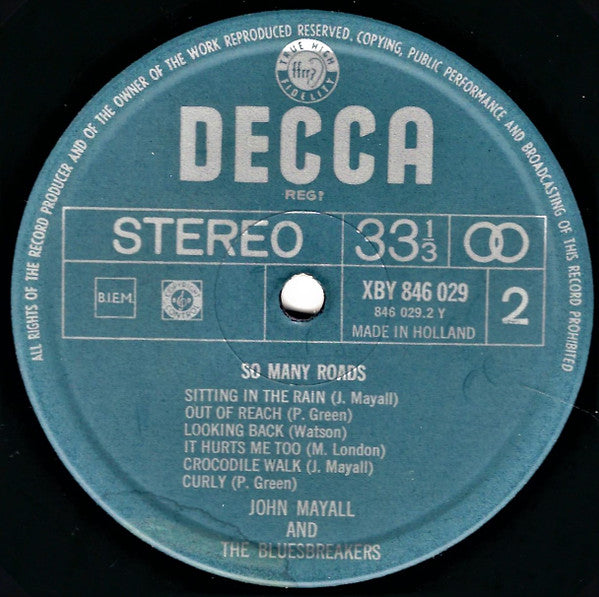 ALL RIGHTS OF THE RECORD PRODUCER AND OF THE OWNER OF THE WORK REPRODUCED RESERVED. COPYING, PUBLIC PERFORMANCE AND BROADCASTING OF THIS RECORD PROHIBITED
TRUE HIGH
ffrr
FIDELITY
DECCA
REGD
STEREO 33⅓
B.I.E.M. XBY 846 029 2
846 029.2 Y
MADE IN HOLLAND
SO MANY ROADS
SITTING IN THE RAIN (J. Mayall)
OUT OF REACH (P. Green)
LOOKING BACK (Watson)
IT HURTS ME TOO (M. London)
CROCODILE WALK (J. Mayall)
CURLY (P. Green)
JOHN MAYALL
AND
THE BLUESBREAKERS